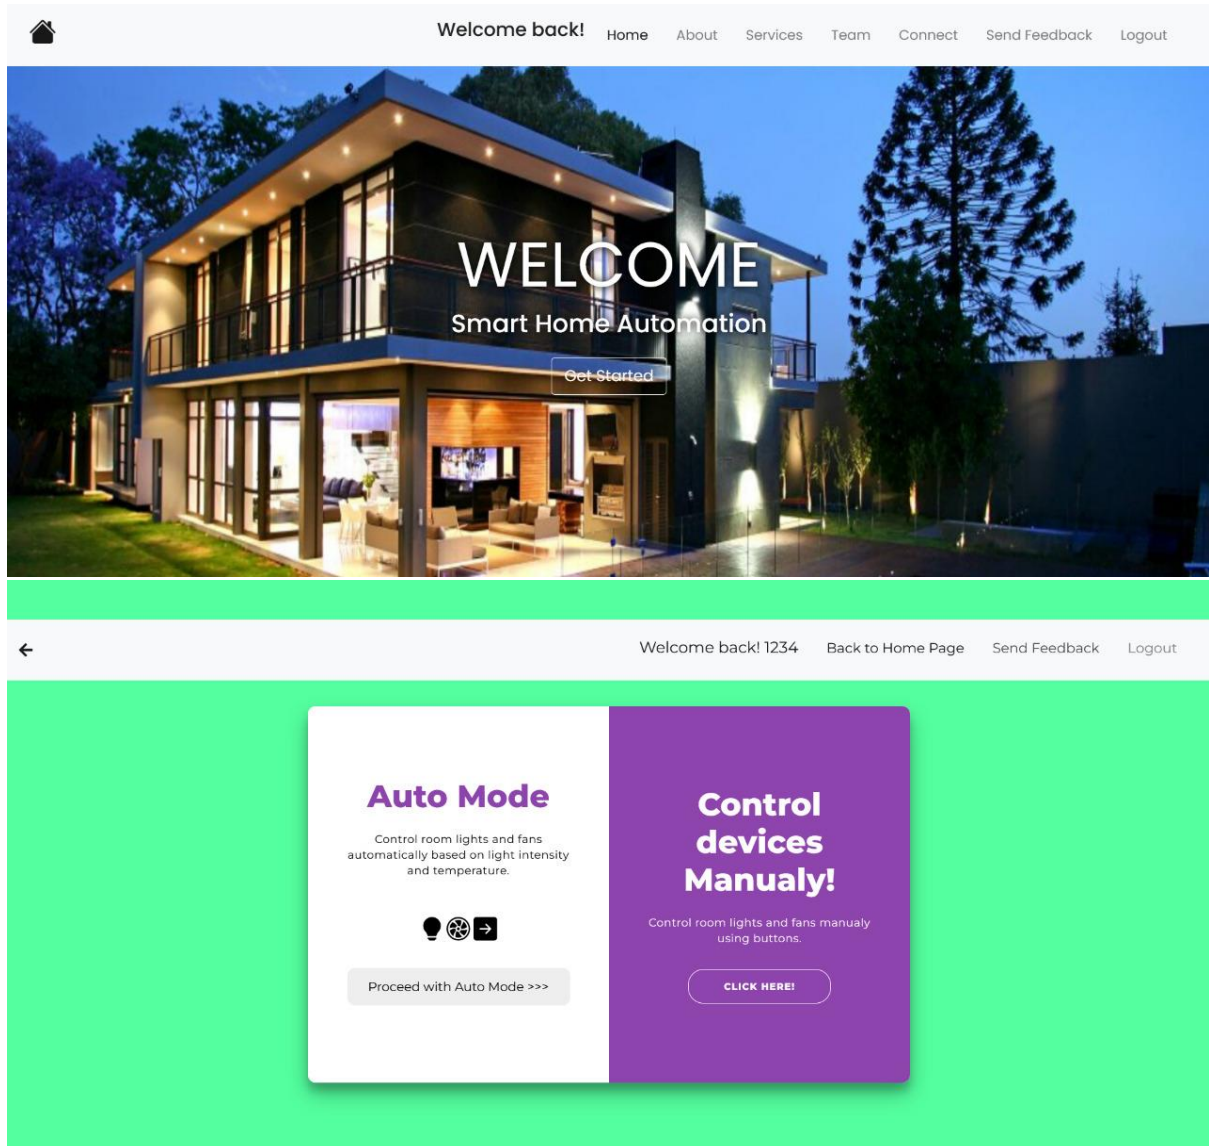 Welcome back! Home About Services Team Connect Send Feedback Logout
WELCOME
Smart Home Automation
Get Started
Welcome back! 1234 Back to Home Page Send Feedback Logout
Auto Mode
Control room lights and fans
automatically based on light intensity
and temperature.
Proceed with Auto Mode >>>
Control
devices
Manualy!
Control room lights and fans manualy
using buttons.
CLICK HERE!